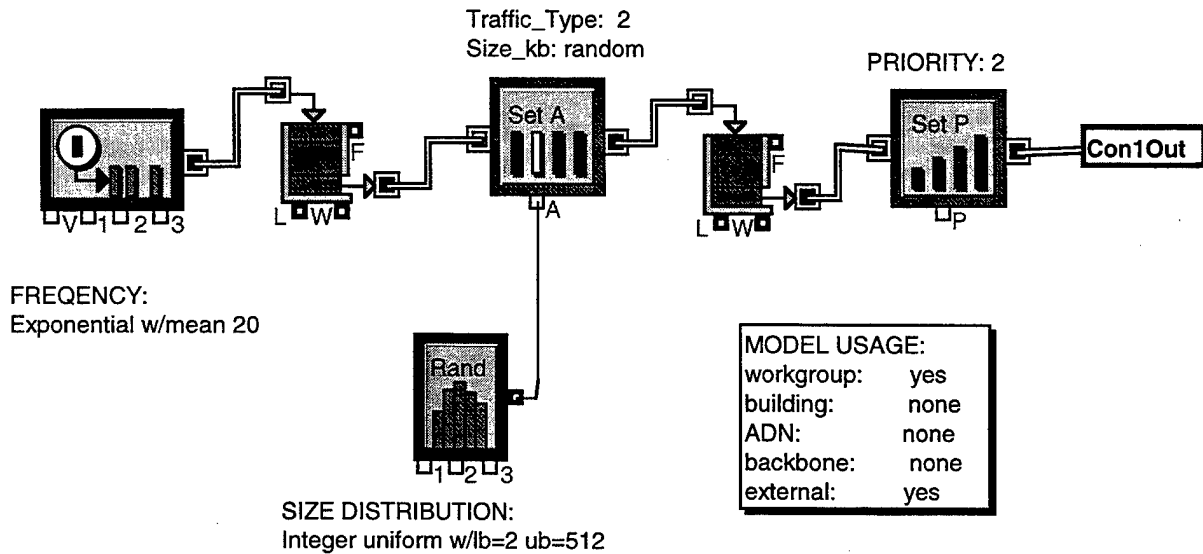 Traffic_Type: 2
Size_kb: random
PRIORITY: 2
Set A
Set P
F
F
Con1Out
V 1 2 3
L W
A
L W
P
FREQENCY:
Exponential w/mean 20
Rand
1 2 3
SIZE DISTRIBUTION:
Integer uniform w/lb=2 ub=512
MODEL USAGE:
workgroup: yes
building: none
ADN: none
backbone: none
external: yes